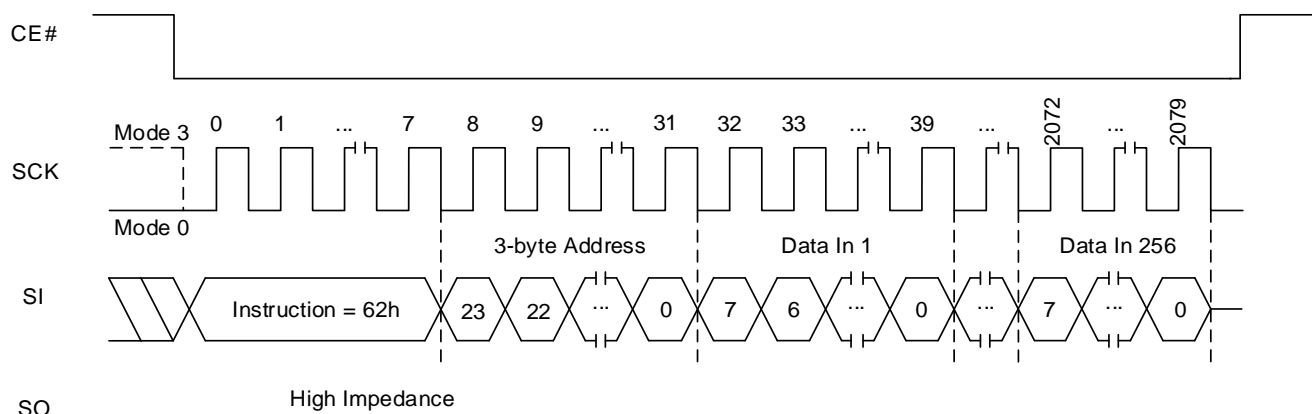 CE#
Mode 3 0 1 ... 7 8 9 ... 31 32 33 ... 39 ... 2072 ... 2079
SCK
Mode 0
3-byte Address Data In 1 Data In 256
SI Instruction = 62h 23 22 ... 0 7 6 ... 0 ... 7 ... 0
High Impedance
SO